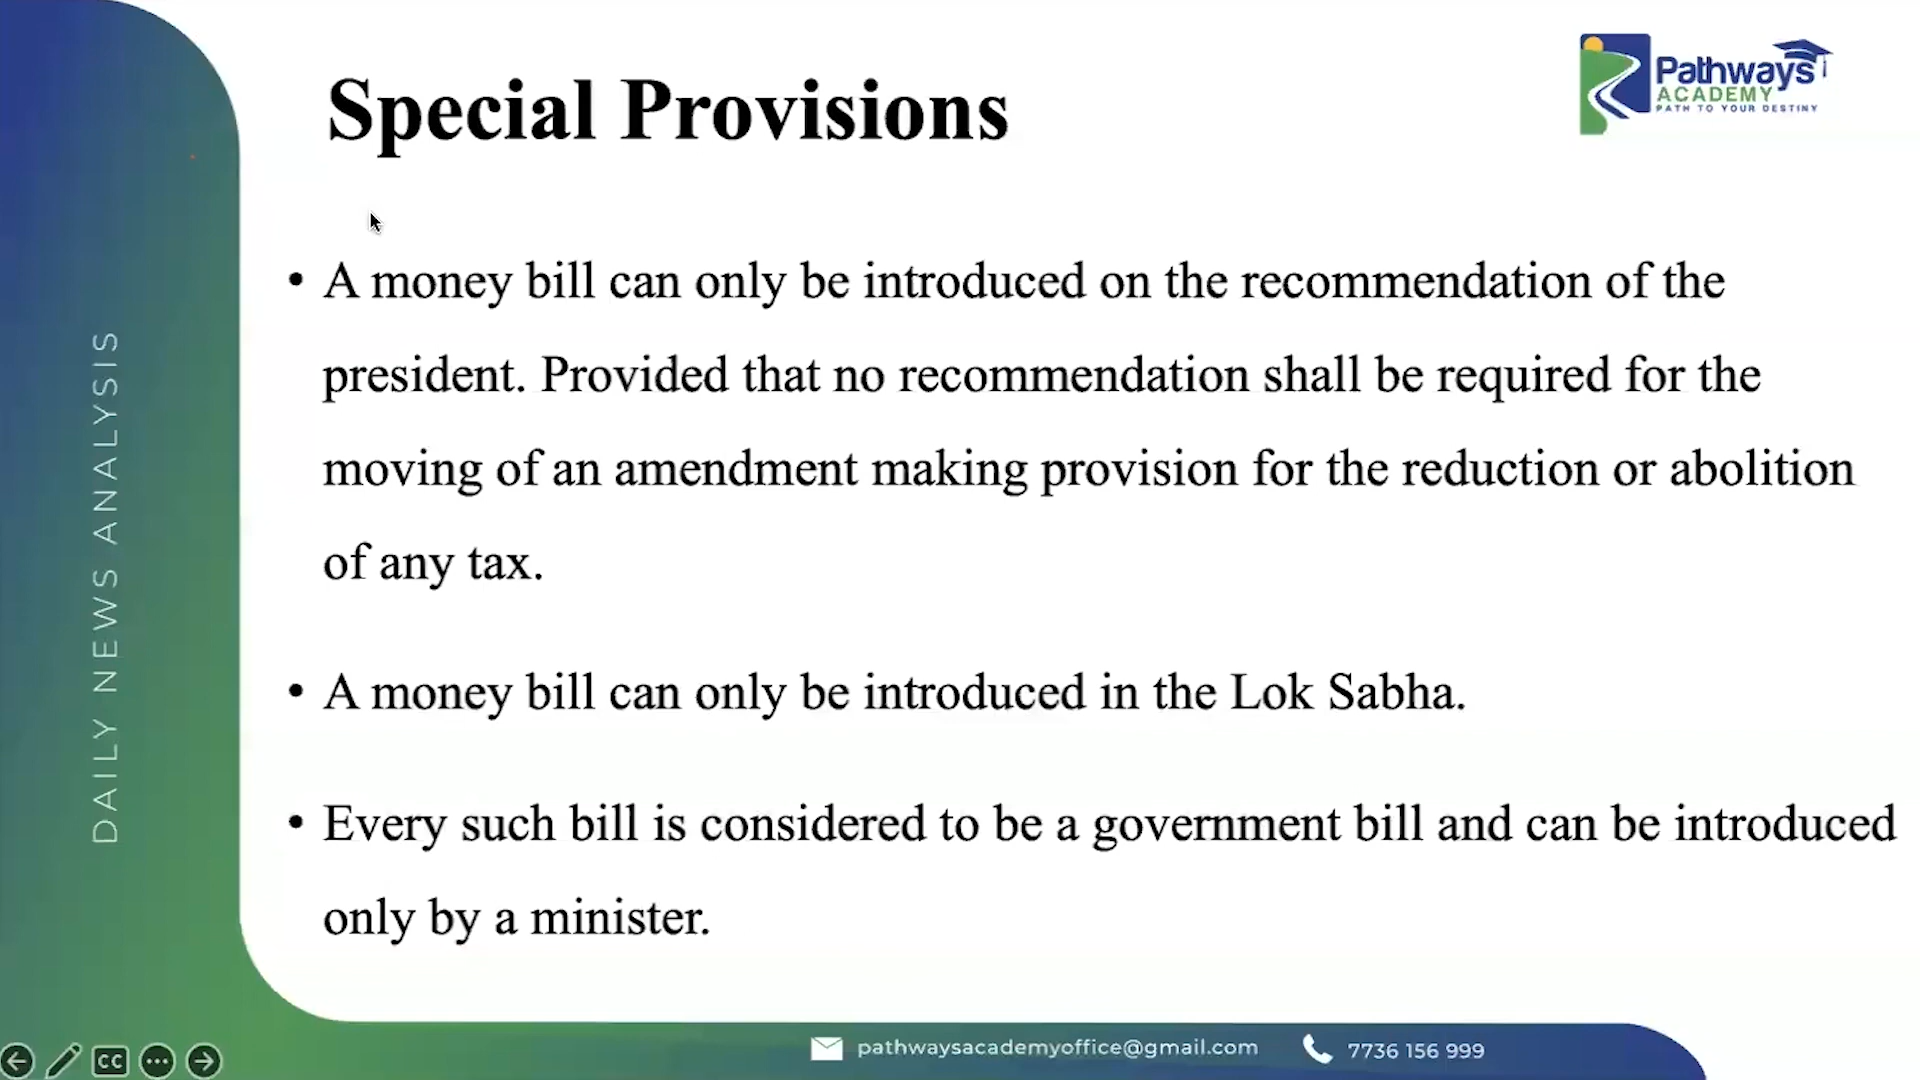 Special Provisions
Pathways
ACADEMY
PATH TO YOUR DESTINY
• A money bill can only be introduced on the recommendation of the
president. Provided that no recommendation shall be required for the
moving of an amendment making provision for the reduction or abolition
of any tax.
• A money bill can only be introduced in the Lok Sabha.
• Every such bill is considered to be a government bill and can be introduced
only by a minister.
DAILY NEWS ANALYSIS
CC
pathwaysacademyoffice@gmail.com
7736 156 999